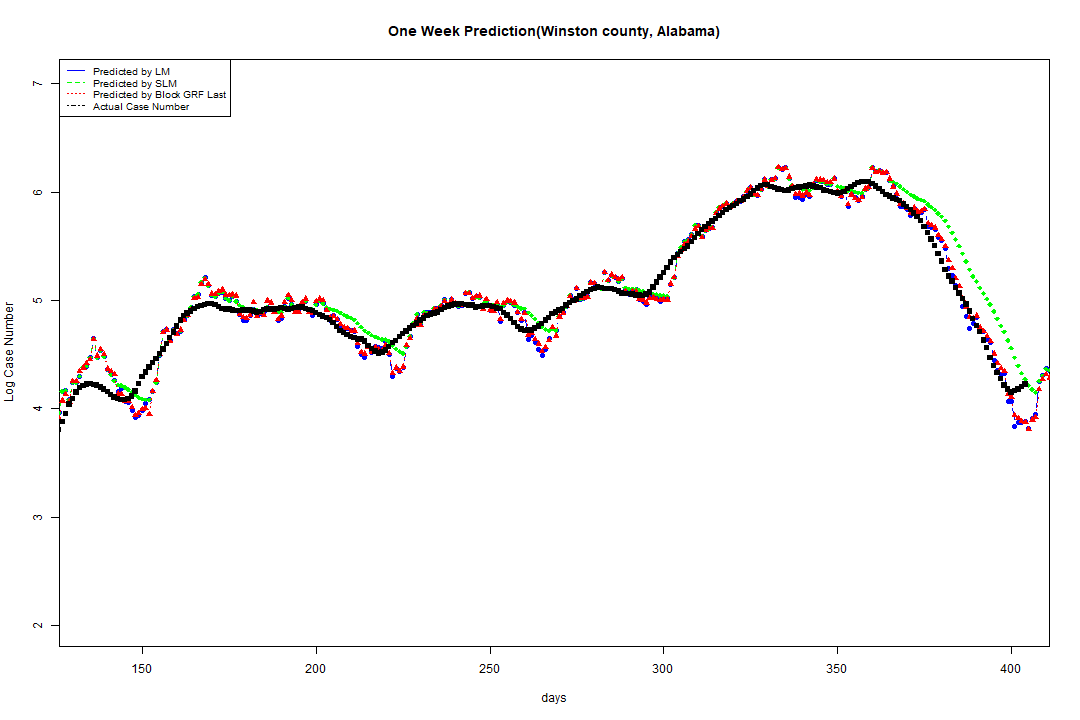 One Week Prediction(Winston county, Alabama)
Predicted by LM
Predicted by SLM
Predicted by Block GRF Last
Actual Case Number
7
6
5
4
3
2
Log Case Number
150 200 250 300 350 400
days